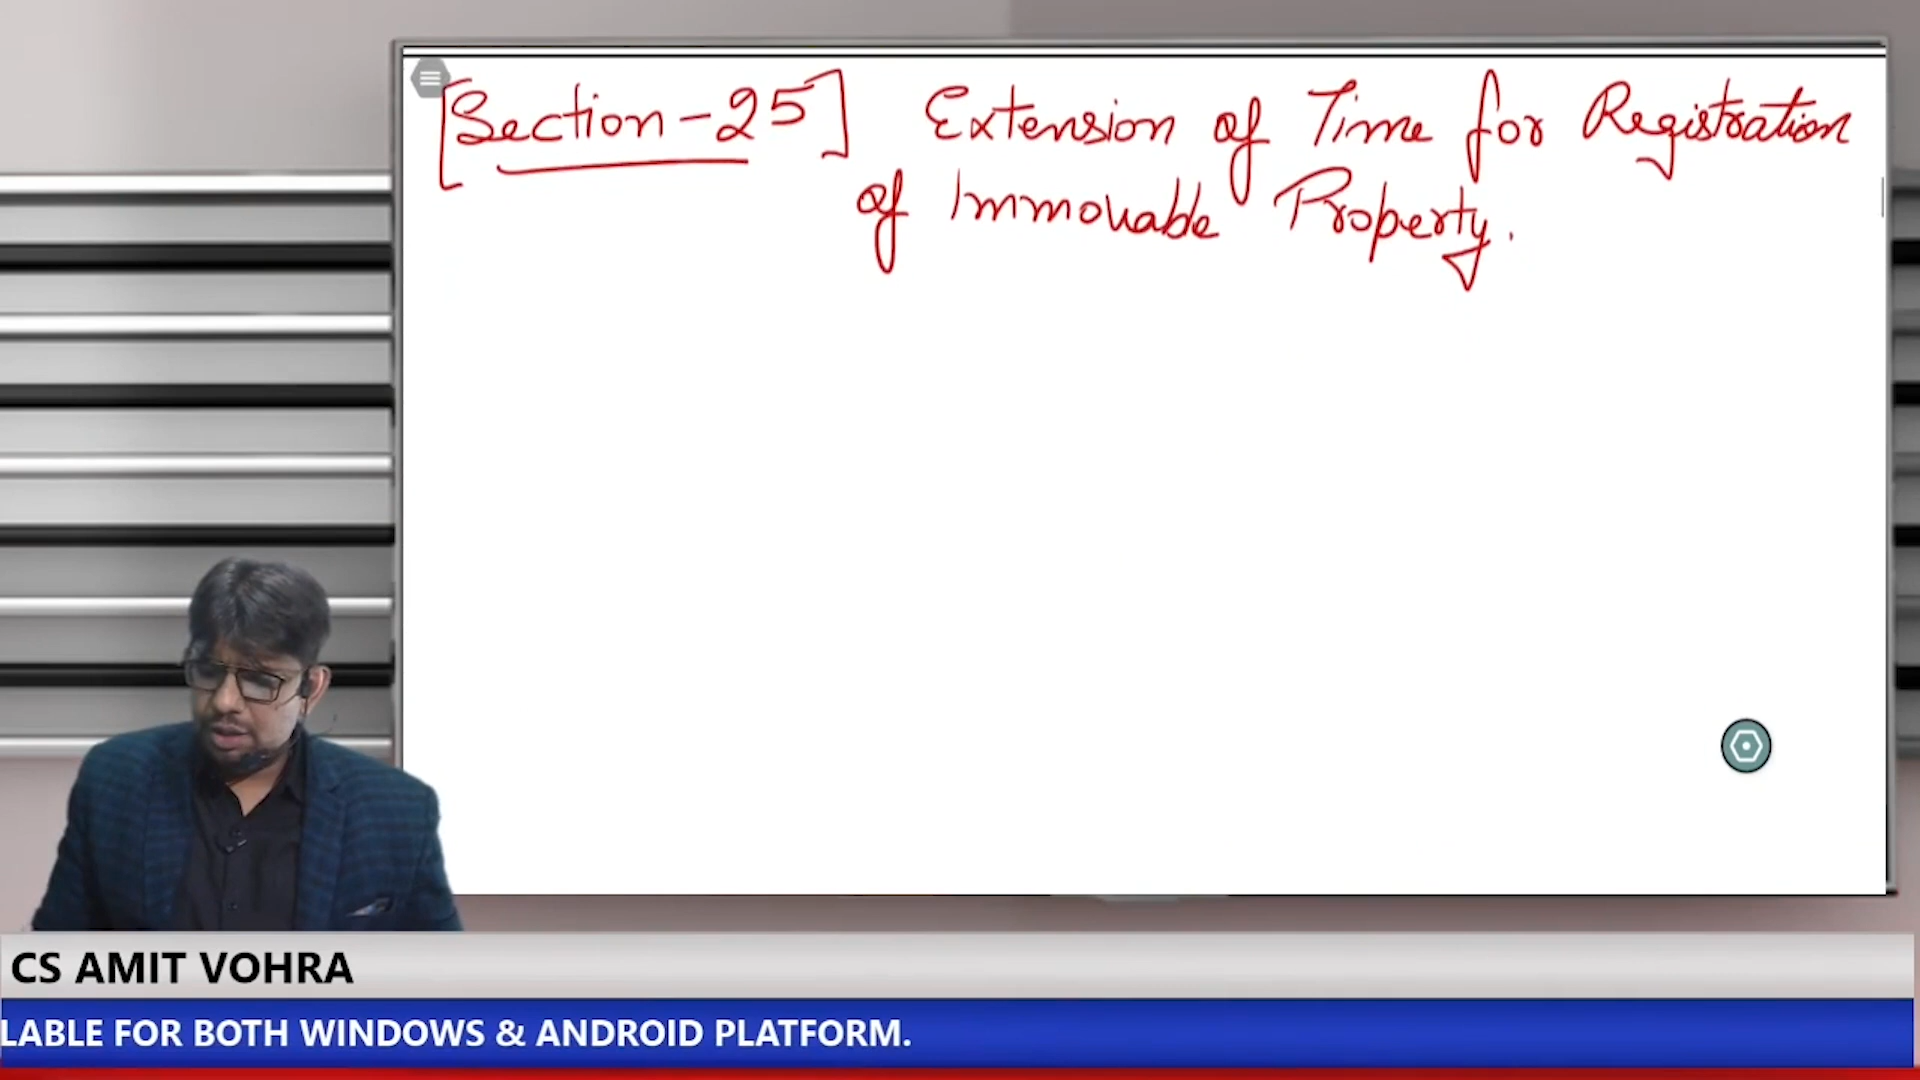 [Section-25] Extension of Time for Registration
of Immovable Property.
CS AMIT VOHRA
LABLE FOR BOTH WINDOWS & ANDROID PLATFORM.